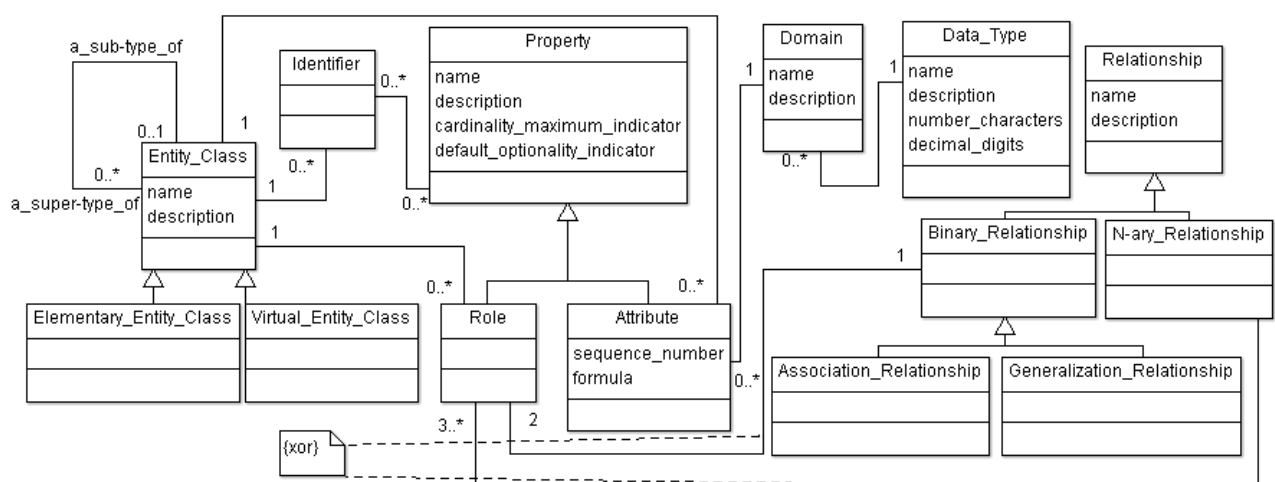 a_sub-type_of
0..1
0..*
a_super-type_of
Entity_Class
name
description
1
1
1
Identifier
0..*
0..*
Property
name
description
cardinality_maximum_indicator
default_optionality_indicator
0..*
Domain
name
description
1
0..*
Data_Type
name
description
number_characters
decimal_digits
1
Relationship
name
description
Binary_Relationship
1
N-ary_Relationship
Elementary_Entity_Class
Virtual_Entity_Class
0..*
Role
3..*
2
0..*
Attribute
sequence_number
formula
0..*
Association_Relationship
Generalization_Relationship
{xor}